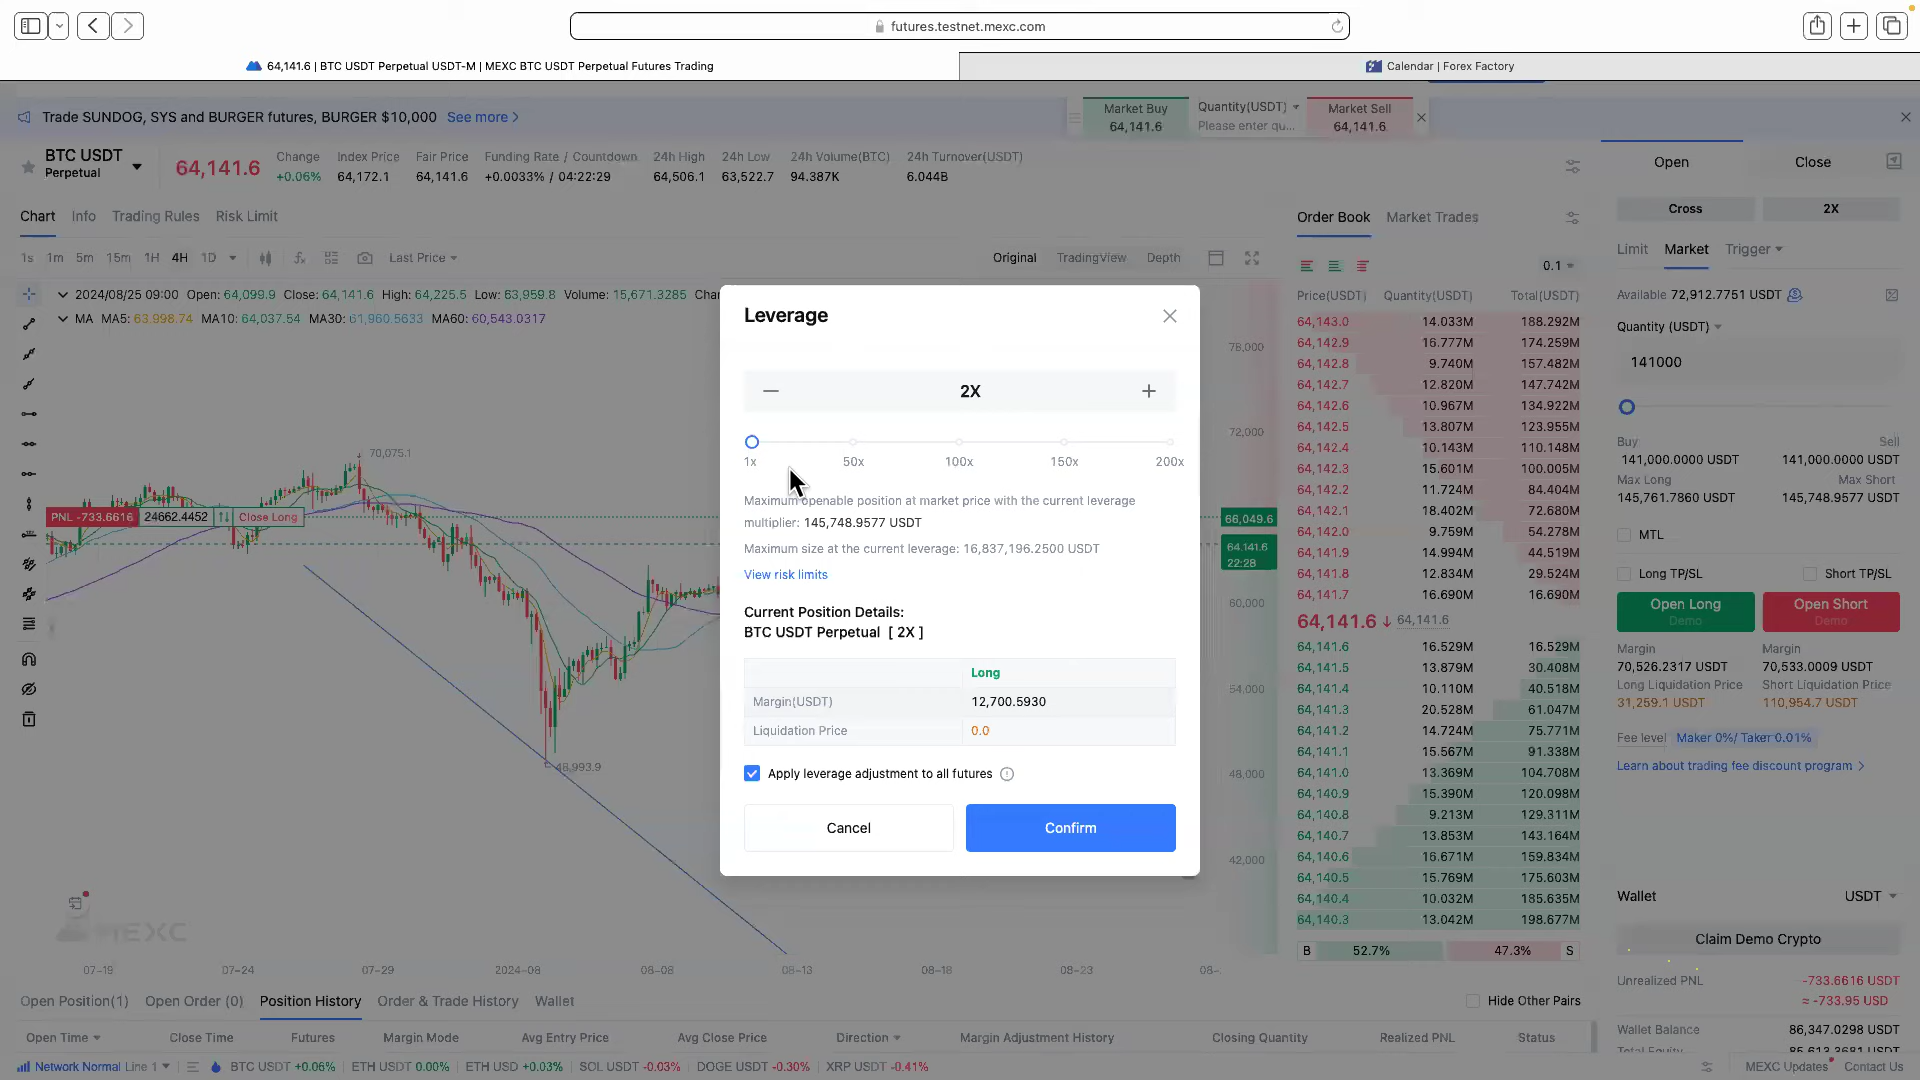 futures.testnet.mexc.com
64,141.6 | BTC USDT Perpetual USDT-M | MEXC BTC USDT Perpetual Futures Trading
Calendar | Forex Factory
Trade SUNDOG, SYS and BURGER futures, BURGER $10,000 See more >
Market Buy 64,141.6
Quantity(USDT) Please enter qu...
Market Sell 64,141.6
BTC USDT Perpetual
64,141.6
Change Index Price Fair Price Funding Rate / Countdown 24h High 24h Low 24h Volume(BTC) 24h Turnover(USDT)
+0.06% 64,172.1 64,141.6 +0.0033% / 04:22:29 64,506.1 63,522.7 94.387K 6.044B
Chart Info Trading Rules Risk Limit
1s 1m 5m 15m 1H 4H 1D Last Price
Original TradingView Depth
2024/08/25 09:00 Open: 64,099.9 Close: 64,141.6 High: 64,225.5 Low: 63,959.8 Volume: 15,671.3285 Cha
MA MA5: 63,998.74 MA10: 64,037.54 MA30: 61,960.5633 MA60: 60,543.0317
70,075.1
PNL -733.6616 24662.4452 Close Long
48,993.9
MEXC
78,000
72,000
66,049.6
64,141.6
22:28
60,000
54,000
48,000
42,000
07-19 07-24 07-29 2024-08 08-08 08-13 08-18 08-23 08-
Leverage
2X
1x 50x 100x 150x 200x
Maximum openable position at market price with the current leverage
multiplier: 145,748.9577 USDT
Maximum size at the current leverage: 16,837,196.2500 USDT
View risk limits
Current Position Details:
BTC USDT Perpetual [ 2X ]
Long
Margin(USDT) 12,700.5930
Liquidation Price 0.0
Apply leverage adjustment to all futures
Cancel Confirm
Order Book Market Trades
0.1
Price(USDT) Quantity(USDT) Total(USDT)
64,143.0 14.033M 188.292M
64,142.9 16.777M 174.259M
64,142.8 9.740M 157.482M
64,142.7 12.820M 147.742M
64,142.6 10.967M 134.922M
64,142.5 13.807M 123.955M
64,142.4 10.143M 110.148M
64,142.3 15.601M 100.005M
64,142.2 11.724M 84.404M
64,142.1 18.402M 72.680M
64,142.0 9.759M 54.278M
64,141.9 14.994M 44.519M
64,141.8 12.834M 29.524M
64,141.7 16.690M 16.690M
64,141.6 64,141.6
64,141.6 16.529M 16.529M
64,141.5 13.879M 30.408M
64,141.4 10.110M 40.518M
64,141.3 20.528M 61.047M
64,141.2 14.724M 75.771M
64,141.1 15.567M 91.338M
64,141.0 13.369M 104.708M
64,140.9 15.390M 120.098M
64,140.8 9.213M 129.311M
64,140.7 13.853M 143.164M
64,140.6 16.671M 159.834M
64,140.5 15.769M 175.603M
64,140.4 10.032M 185.635M
64,140.3 13.042M 198.677M
B 52.7% 47.3% S
Open Close
Cross 2X
Limit Market Trigger
Available 72,912.7751 USDT
Quantity (USDT)
141000
Buy Sell
141,000.0000 USDT 141,000.0000 USDT
Max Long Max Short
145,761.7860 USDT 145,748.9577 USDT
MTL
Long TP/SL Short TP/SL
Open Long Open Short
Demo Demo
Margin Margin
70,526.2317 USDT 70,533.0009 USDT
Long Liquidation Price Short Liquidation Price
31,259.1 USDT 110,954.7 USDT
Fee level Maker 0%/ Taker 0.01%
Learn about trading fee discount program >
Wallet USDT
Claim Demo Crypto
Unrealized PNL -733.6616 USDT
≈ -733.95 USD
Wallet Balance 86,347.0298 USDT
Total Equity 85,613.3681 USDT
Open Position(1) Open Order (0) Position History Order & Trade History Wallet
Hide Other Pairs
Open Time Close Time Futures Margin Mode Avg Entry Price Avg Close Price Direction Margin Adjustment History Closing Quantity Realized PNL Status
Network Normal Line 1 BTC USDT +0.06% ETH USDT 0.00% ETH USD +0.03% SOL USDT -0.03% DOGE USDT -0.30% XRP USDT -0.41%
MEXC Updates Contact Us